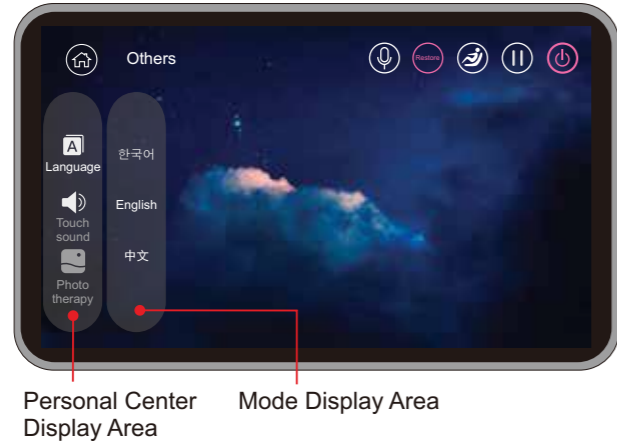 Others
Restore
A
Language
Touch
sound
Photo
therapy
한국어
English
中文
Personal Center
Display Area
Mode Display Area